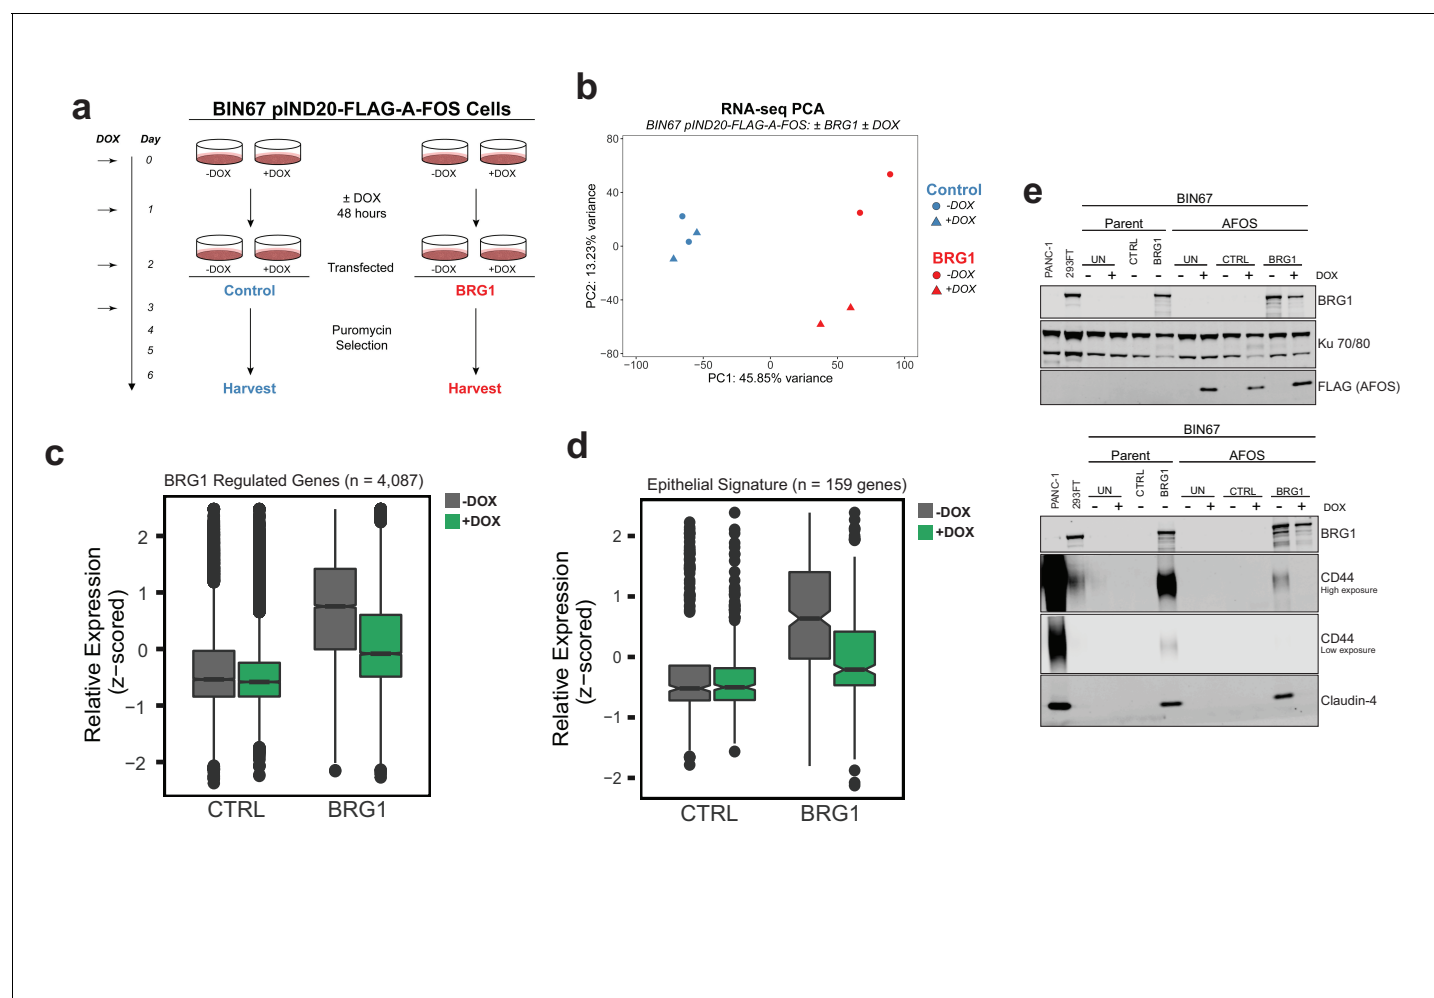 a
BIN67 pIND20-FLAG-A-FOS Cells
DOX Day
0
-DOX +DOX -DOX +DOX
1
± DOX
48 hours
2
-DOX +DOX Transfected -DOX +DOX
Control BRG1
3
4
5
6
Puromycin
Selection
Harvest Harvest
b
RNA-seq PCA
BIN67 pIND20-FLAG-A-FOS: ± BRG1 ± DOX
PC2: 13.23% variance
80
40
0
−40
−80
−100 −50 0 50 100
PC1: 45.85% variance
Control
-DOX
+DOX
BRG1
-DOX
+DOX
c
BRG1 Regulated Genes (n = 4,087)
-DOX
+DOX
Relative Expression
(z−scored)
2
1
0
−1
−2
CTRL BRG1
d
Epithelial Signature (n = 159 genes)
-DOX
+DOX
Relative Expression
(z−scored)
2
1
0
−1
−2
CTRL BRG1
e
BIN67
Parent AFOS
PANC-1 293FT UN CTRL BRG1 UN CTRL BRG1
- + - - - + - + - + DOX
BRG1
Ku 70/80
FLAG (AFOS)
BIN67
Parent AFOS
PANC-1 293FT UN CTRL BRG1 UN CTRL BRG1
- + - - - + - + - + DOX
BRG1
CD44
High exposure
CD44
Low exposure
Claudin-4